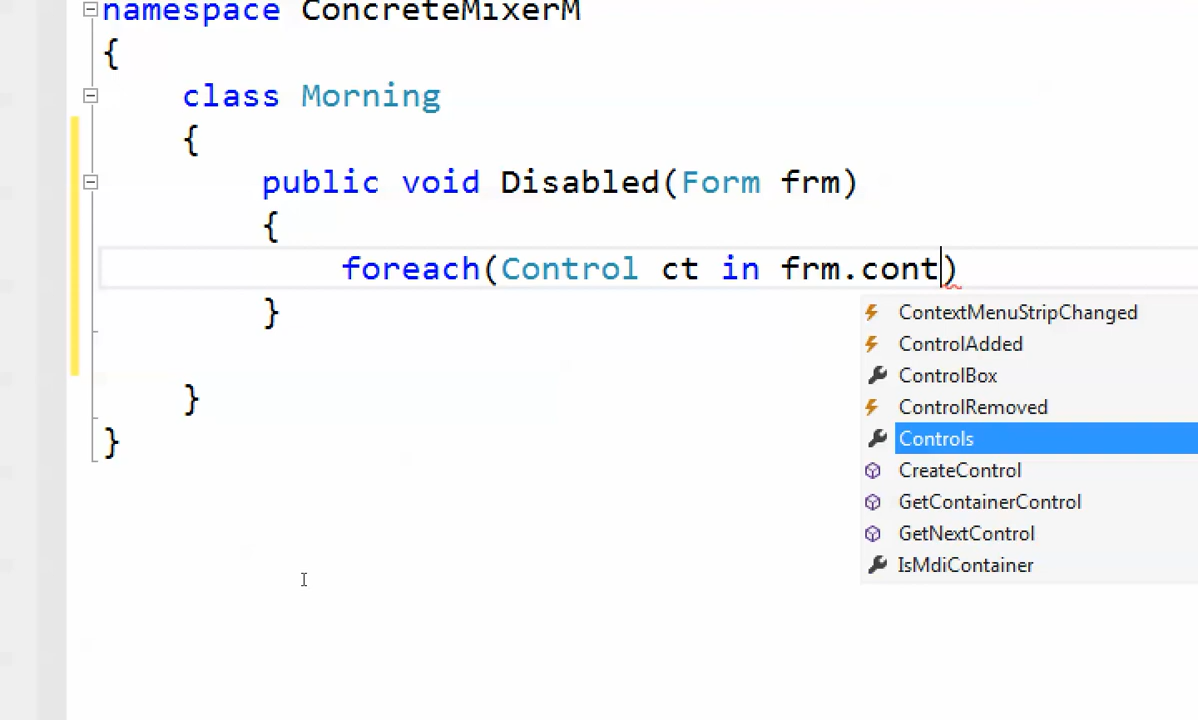 namespace ConcreteMixerM
{
class Morning
{
public void Disabled(Form frm)
{
foreach(Control ct in frm.cont)
}
}
}
ContextMenuStripChanged
ControlAdded
ControlBox
ControlRemoved
Controls
CreateControl
GetContainerControl
GetNextControl
IsMdiContainer